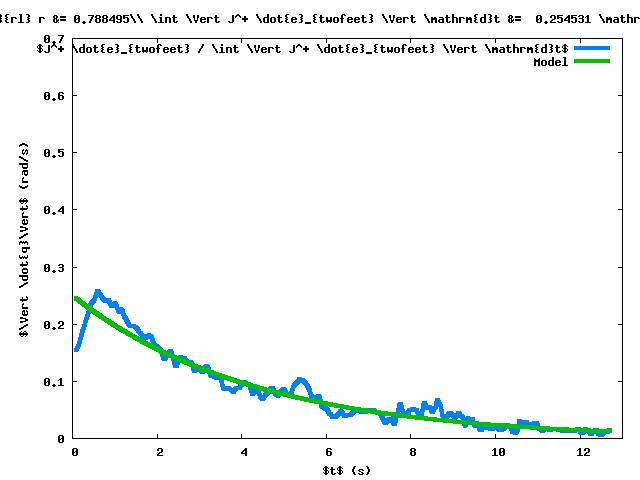 {rl} r &= 0.788495\\ \int \Vert J^+ \dot{e}_{twofeet} \Vert \mathrm{d}t &=  0.254531 \mathr
$J^+ \dot{e}_{twofeet} / \int \Vert J^+ \dot{e}_{twofeet} \Vert \mathrm{d}t$
Model
$\Vert \dot{q}\Vert$ (rad/s)
0.7
0.6
0.5
0.4
0.3
0.2
0.1
0
0 2 4 6 8 10 12
$t$ (s)